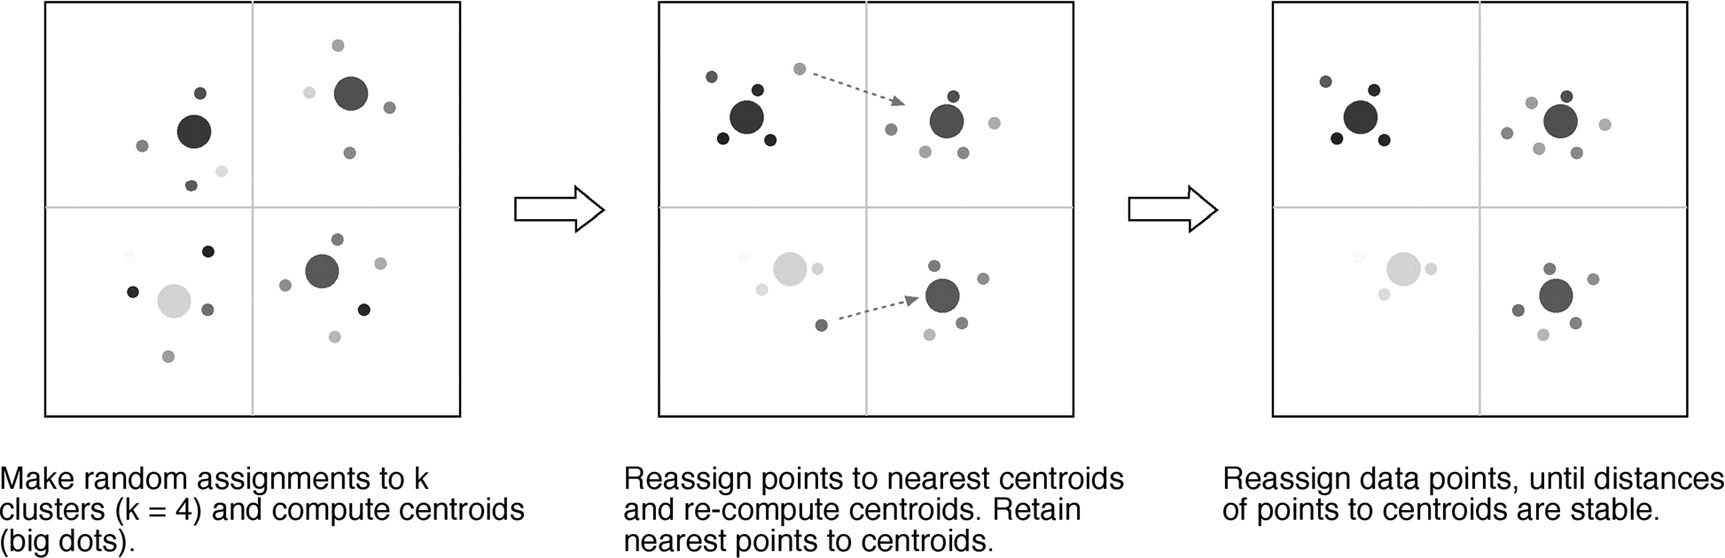 Make random assignments to k
clusters (k = 4) and compute centroids
(big dots).
Reassign points to nearest centroids
and re-compute centroids. Retain
nearest points to centroids.
Reassign data points, until distances
of points to centroids are stable.